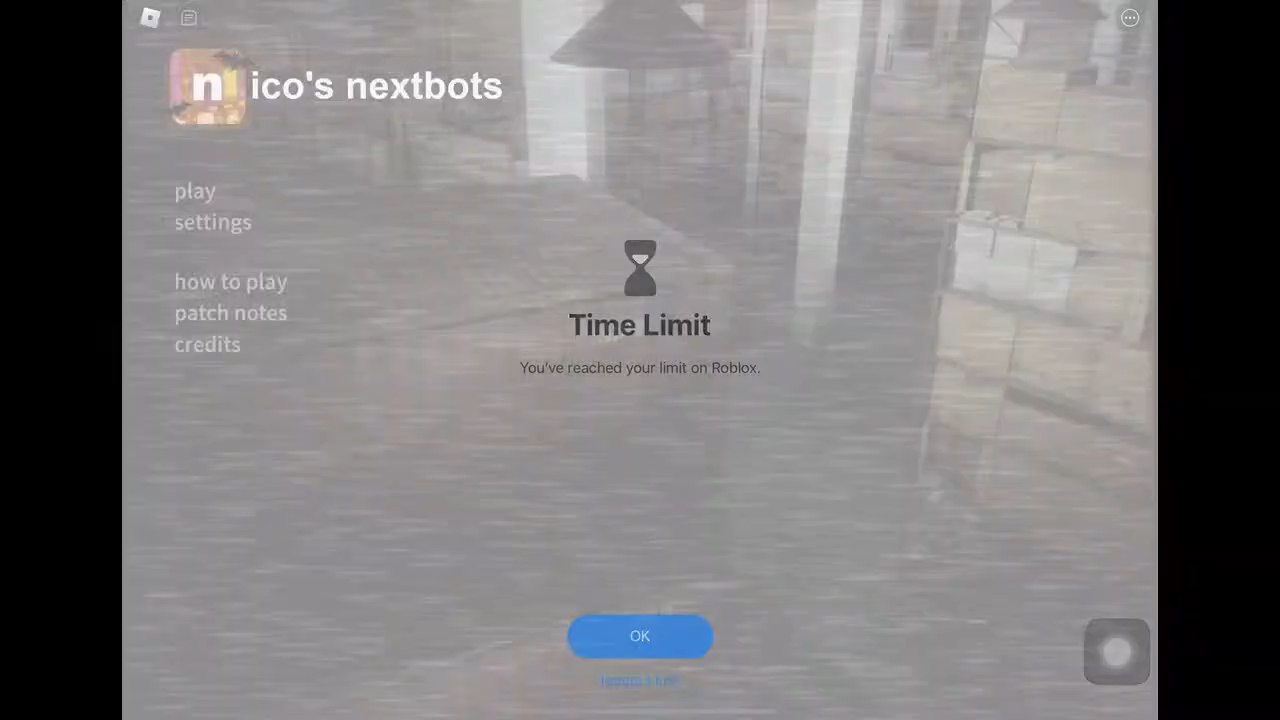 n ico's nextbots
play
settings
how to play
patch notes
credits
Time Limit
You've reached your limit on Roblox.
OK